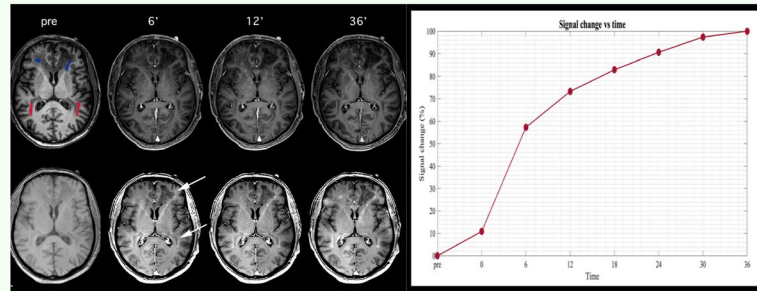 pre 6' 12' 36'
Signal change vs time
100
90
80
70
60
50
40
30
20
10
0
Signal change (%)
pre 0 6 12 18 24 30 36
Time